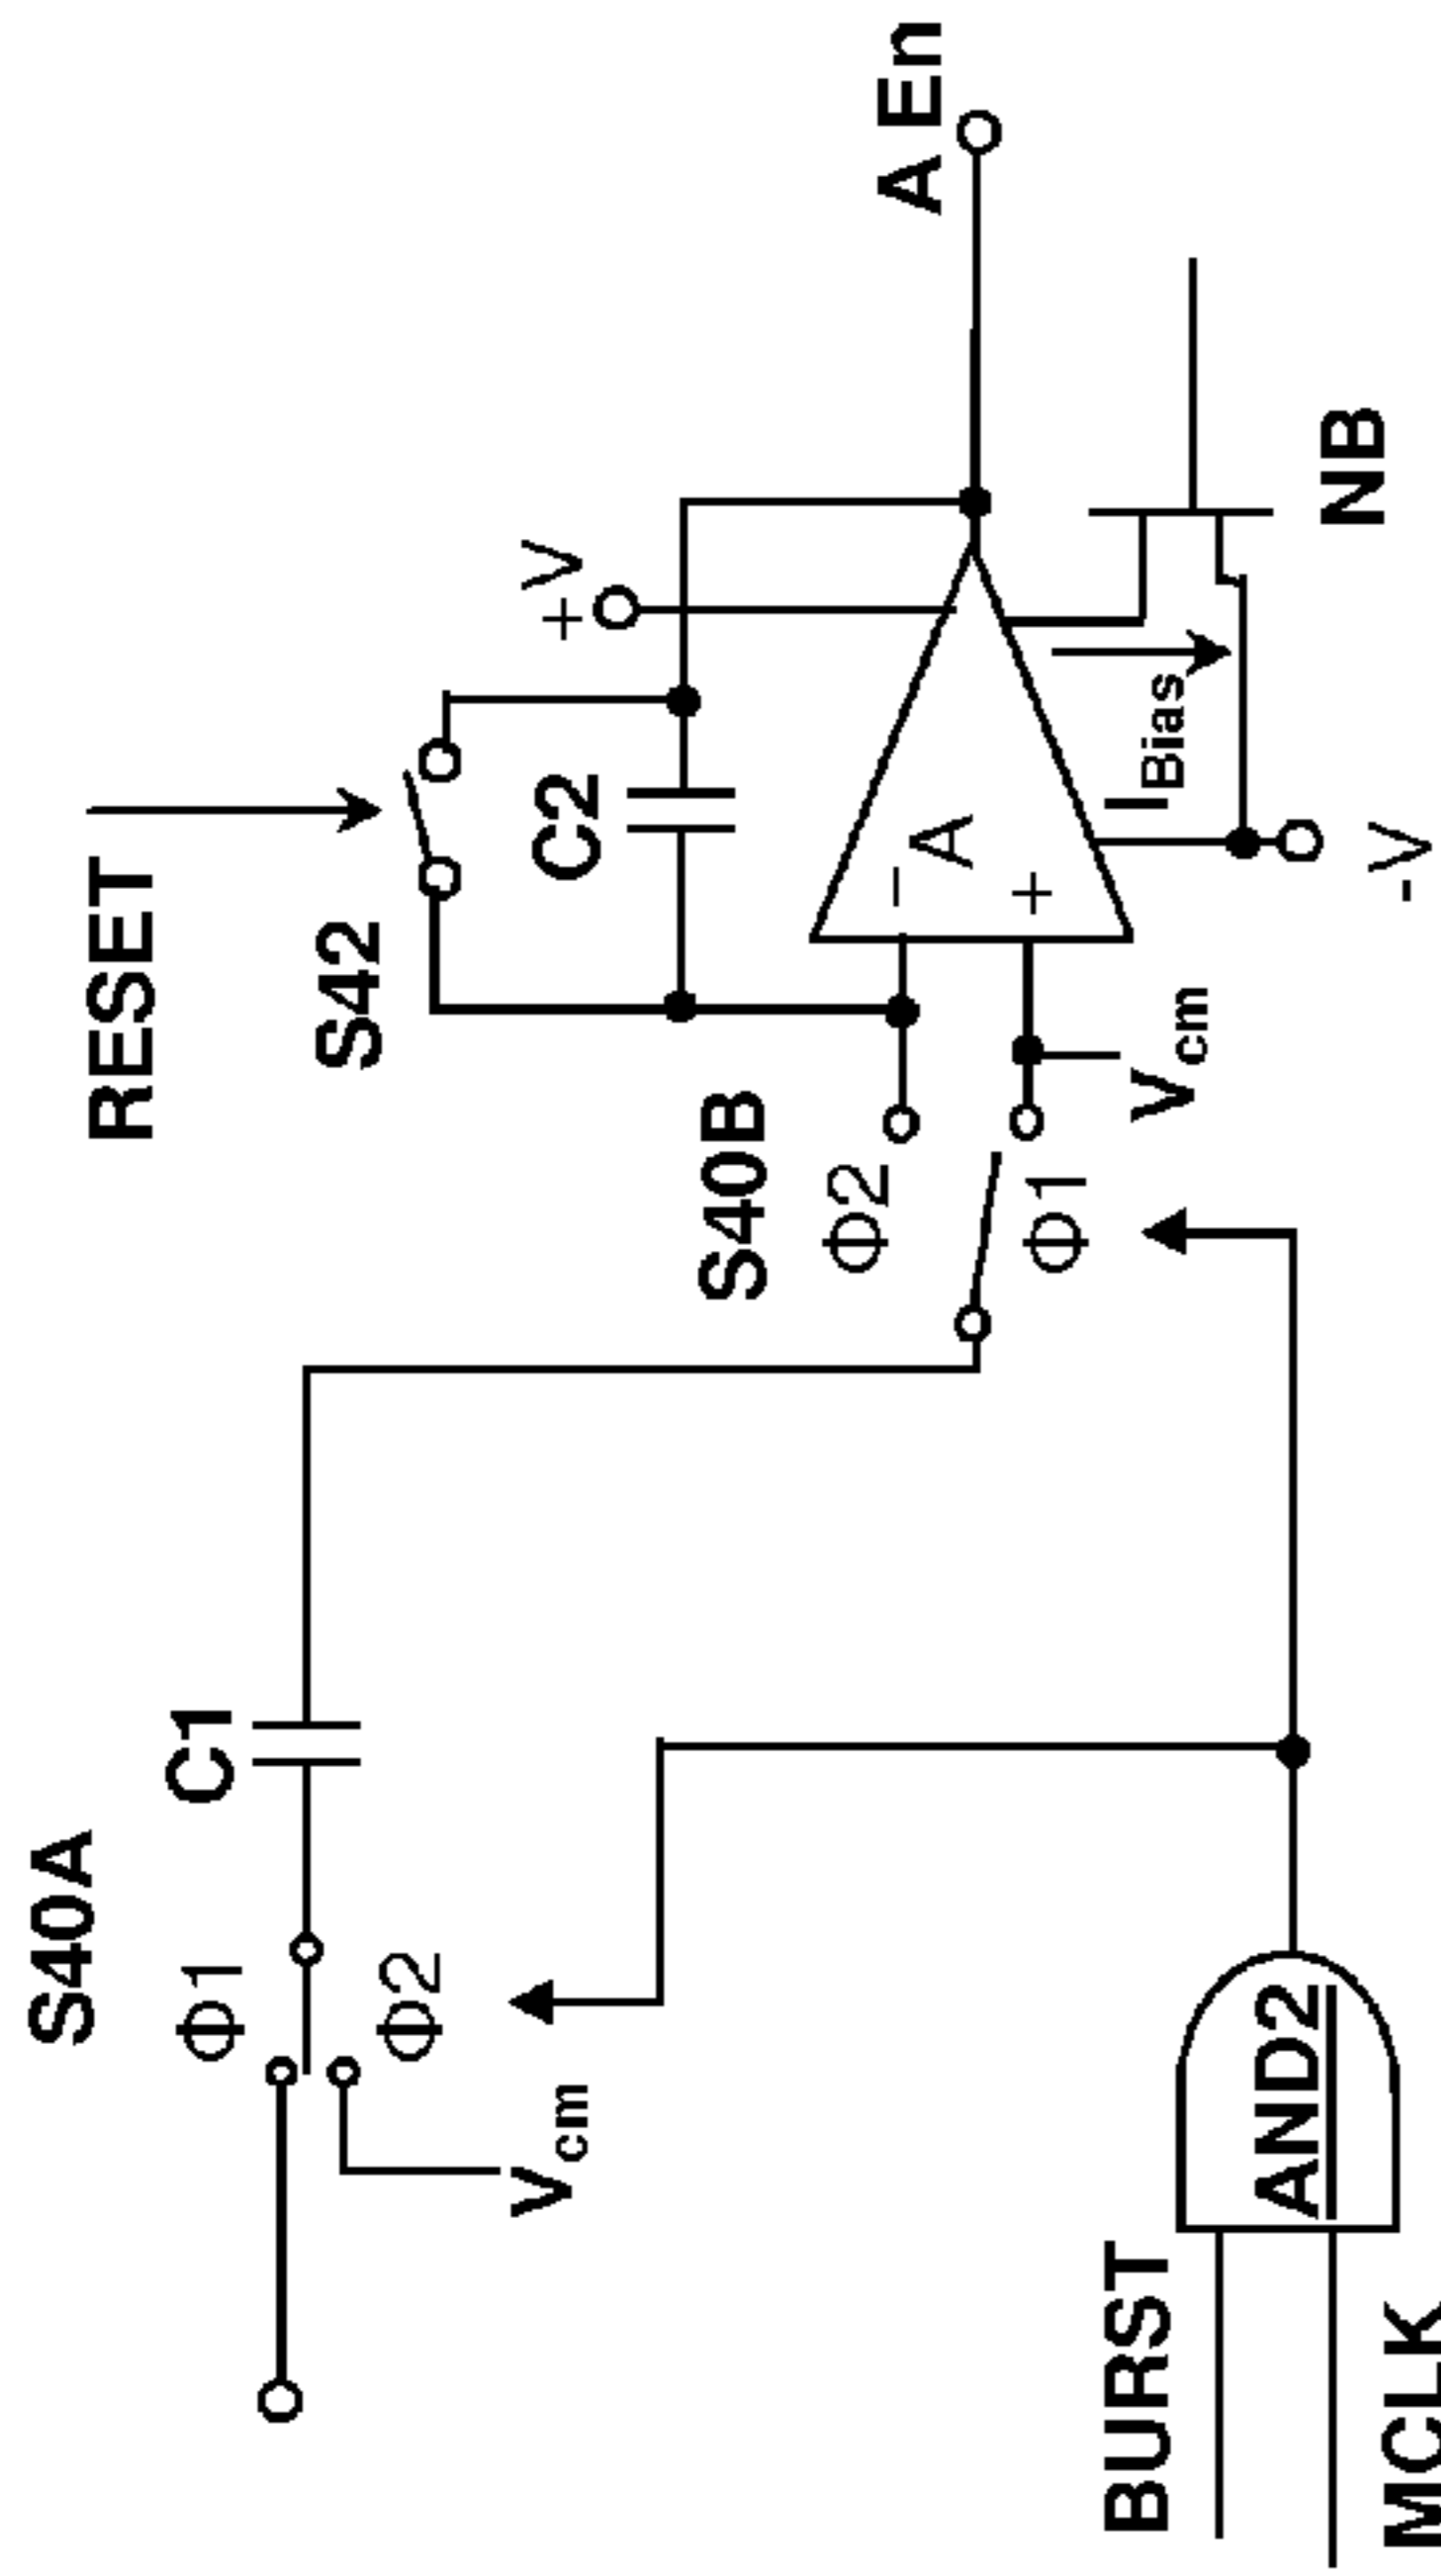 RESET
S42
+V
C2
A En
S40A
Φ1
C1
S40B
Φ2
−
A
Φ2
Φ1
+
Vcm
Vcm
IBias
NB
-V
BURST
AND2
MCLK